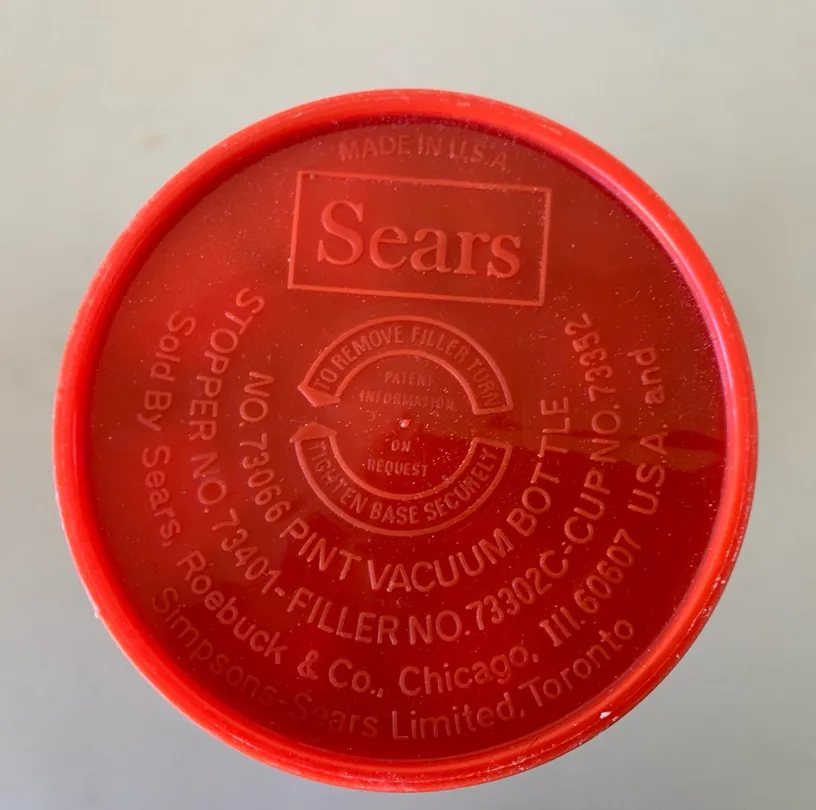 MADE IN U.S.A.
Sears
TO REMOVE FILLER TURN
PATENT
INFORMATION
ON
REQUEST
TIGHTEN BASE SECURELY
NO. 73066 PINT VACUUM BOTTLE
STOPPER NO. 73401-FILLER NO. 73302C-CUP NO. 73352
Sold By Sears, Roebuck & Co., Chicago, Ill. 60607 U.S.A. and
Simpsons-Sears Limited, Toronto